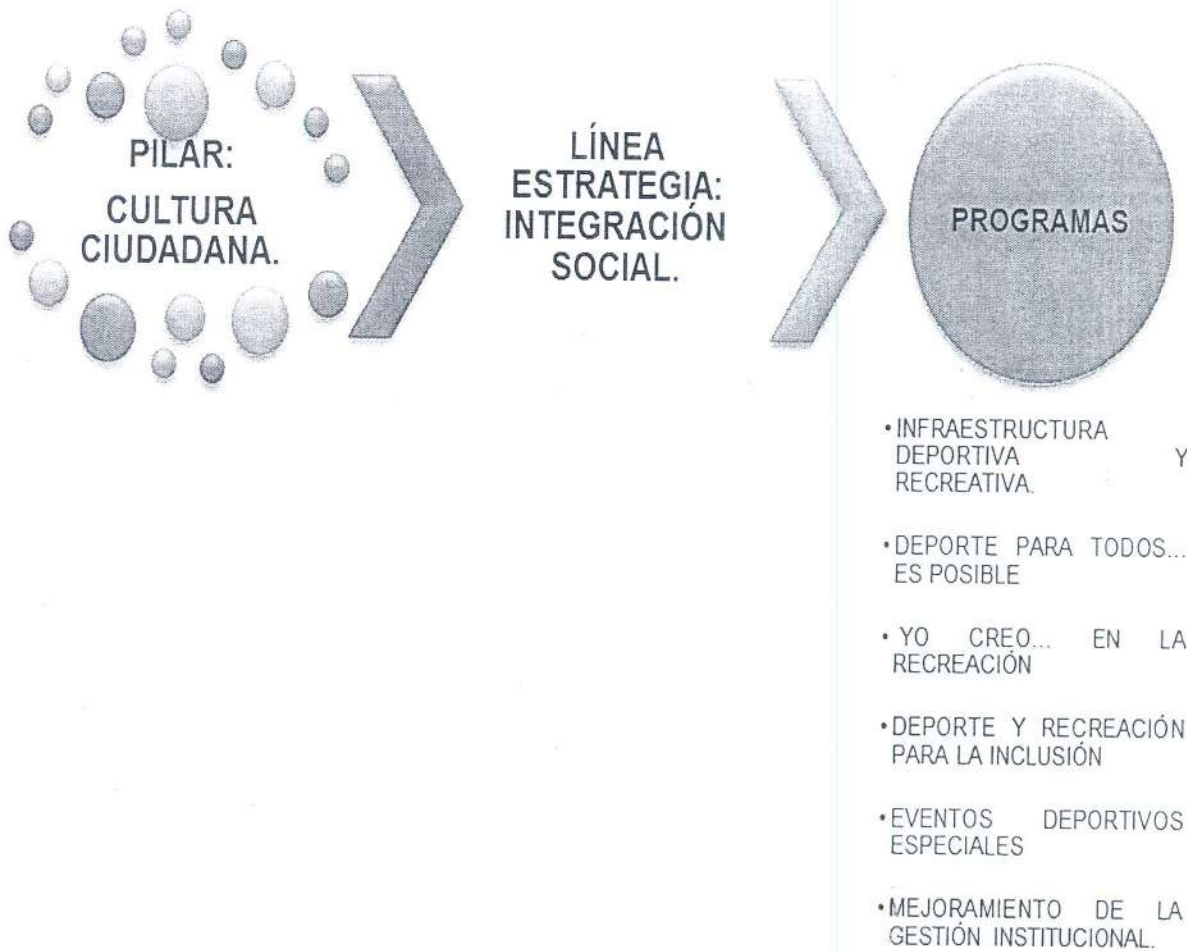 PILAR:
CULTURA
CIUDADANA.
LÍNEA
ESTRATEGIA:
INTEGRACIÓN
SOCIAL.
PROGRAMAS
•INFRAESTRUCTURA
DEPORTIVA Y
RECREATIVA.
•DEPORTE PARA TODOS...
ES POSIBLE
• YO CREO... EN LA
RECREACIÓN
•DEPORTE Y RECREACIÓN
PARA LA INCLUSIÓN
•EVENTOS DEPORTIVOS
ESPECIALES
•MEJORAMIENTO DE LA
GESTIÓN INSTITUCIONAL.